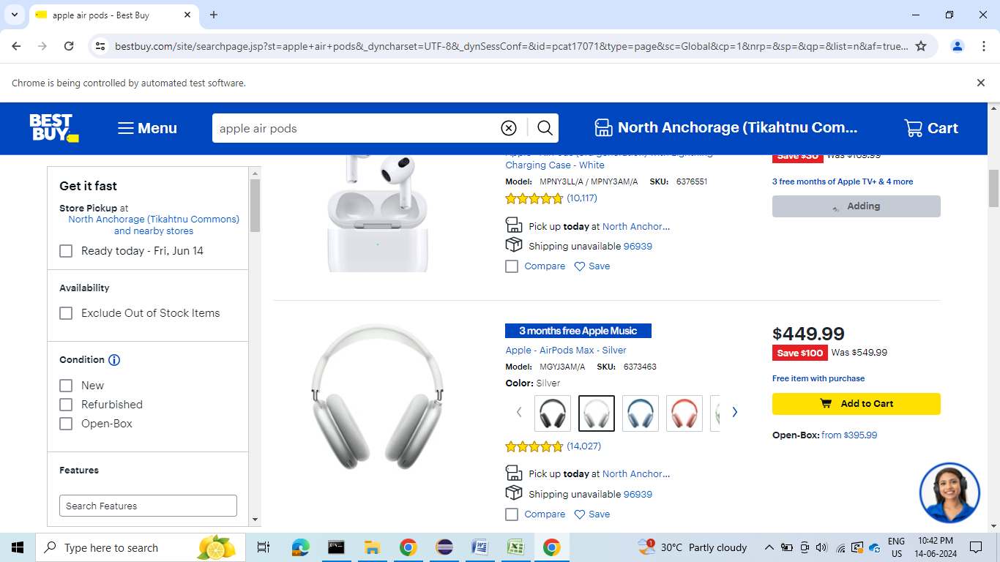 apple air pods - Best Buy
bestbuy.com/site/searchpage.jsp?st=apple+air+pods&_dyncharset=UTF-8&_dynSessConf=&id=pcat17071&type=page&sc=Global&cp=1&nrp=&sp=&qp=&list=n&af=true...
Chrome is being controlled by automated test software.
BEST BUY
Menu
apple air pods
North Anchorage (Tikahtnu Com...
Cart
Get it fast
Store Pickup at
North Anchorage (Tikahtnu Commons)
and nearby stores
Ready today - Fri, Jun 14
Availability
Exclude Out of Stock Items
Condition
New
Refurbished
Open-Box
Features
Search Features
Charging Case - White
Model: MPNY3LL/A / MPNY3AM/A SKU: 6376551
(10,117)
Pick up today at North Anchor...
Shipping unavailable 96939
Compare Save
Save $30 Was $169.99
3 free months of Apple TV+ & 4 more
Adding
3 months free Apple Music
Apple - AirPods Max - Silver
Model: MGYJ3AM/A SKU: 6373463
Color: Silver
(14,027)
Pick up today at North Anchor...
Shipping unavailable 96939
Compare Save
$449.99
Save $100 Was $549.99
Free item with purchase
Add to Cart
Open-Box: from $395.99
Type here to search
1
30°C Partly cloudy
ENG
US
10:42 PM
14-06-2024